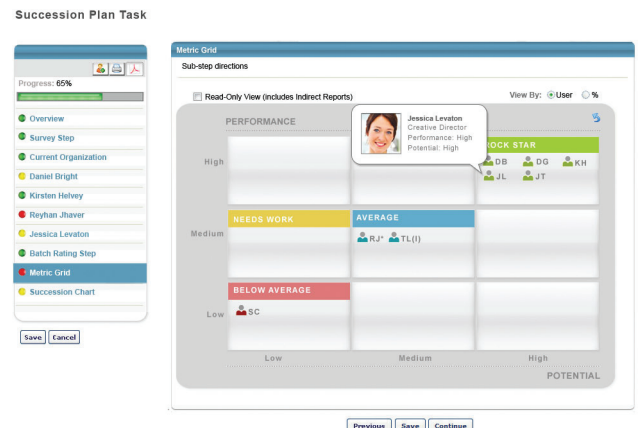 Succession Plan Task
Progress: 65%
Overview
Survey Step
Current Organization
Daniel Bright
Kirsten Helvey
Reyhan Jhaver
Jessica Levaton
Batch Rating Step
Metric Grid
Succession Chart
Save Cancel
Metric Grid
Sub-step directions
Read-Only View (includes Indirect Reports)
View By: User %
PERFORMANCE
Jessica Levaton
Creative Director
Performance: High
Potential: High
High
ROCK STAR
DB DG KH
JL JT
Medium
NEEDS WORK
AVERAGE
RJ* TL(I)
Low
BELOW AVERAGE
SC
Low Medium High
POTENTIAL
Previous Save Continue